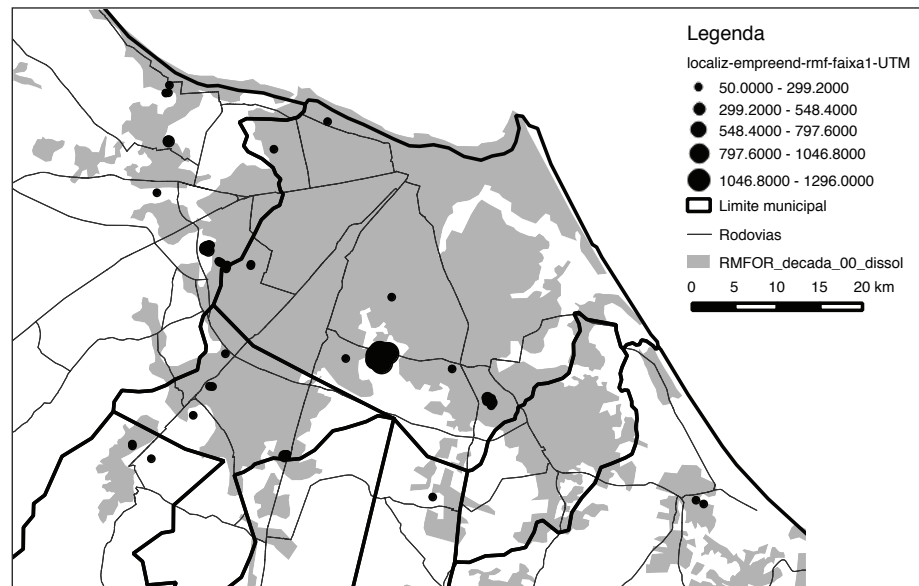 Legenda
localiz-empreend-rmf-faixa1-UTM
50.0000 - 299.2000
299.2000 - 548.4000
548.4000 - 797.6000
797.6000 - 1046.8000
1046.8000 - 1296.0000
Limite municipal
Rodovias
RMFOR_decada_00_dissol
0 5 10 15 20 km